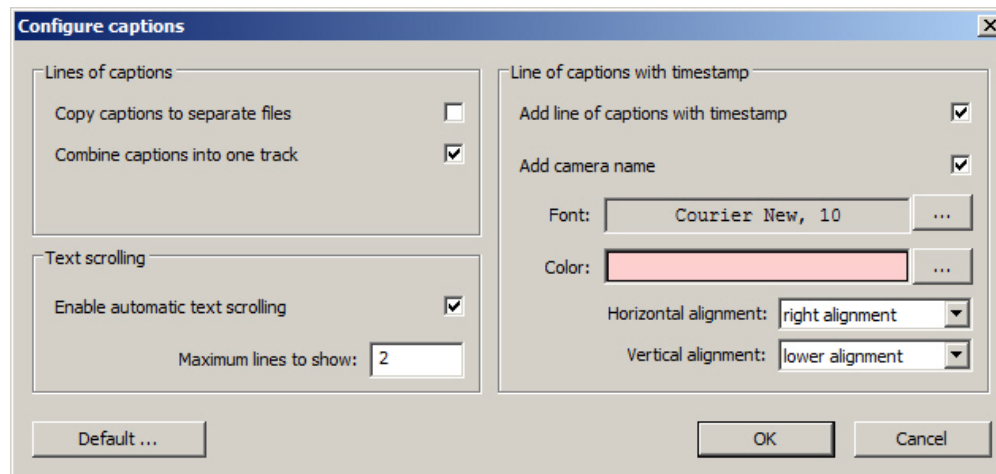 Configure captions
Lines of captions
Copy captions to separate files
Combine captions into one track
Text scrolling
Enable automatic text scrolling
Maximum lines to show: 2
Line of captions with timestamp
Add line of captions with timestamp
Add camera name
Font: Courier New, 10 ...
Color: ...
Horizontal alignment: right alignment
Vertical alignment: lower alignment
Default ...
OK
Cancel